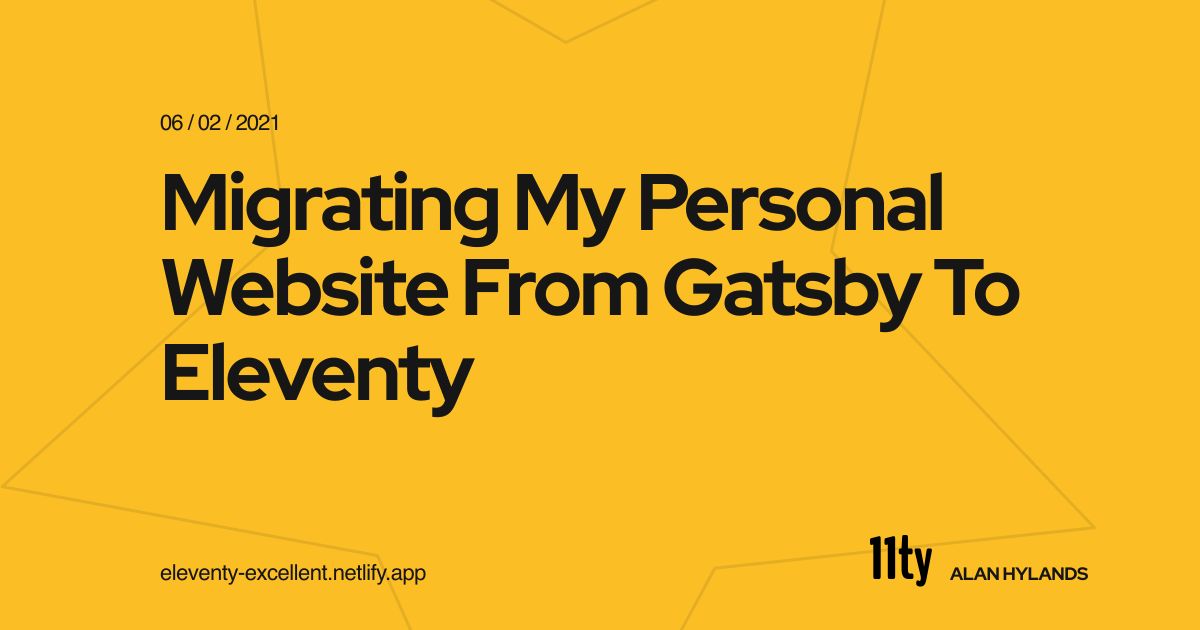 06 / 02 / 2021
Migrating My Personal
Website From Gatsby To
Eleventy
eleventy-excellent.netlify.app
11ty
ALAN HYLANDS